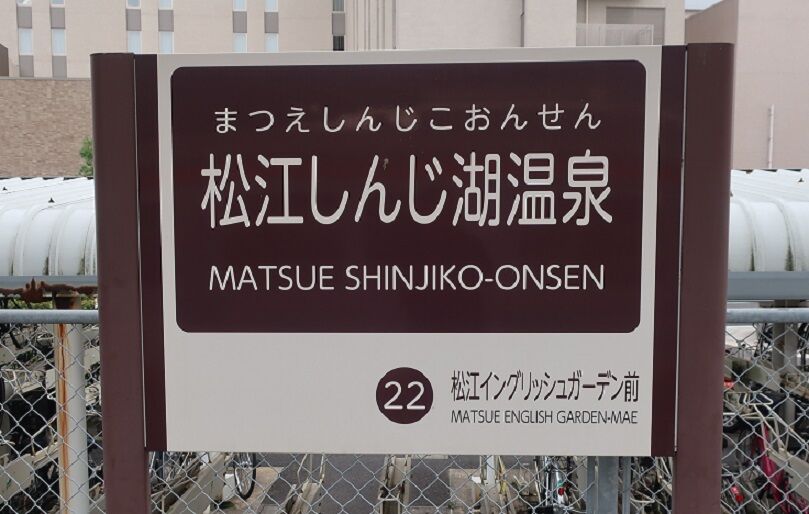 まつえしんじこおんせん
松江しんじ湖温泉
MATSUE SHINJIKO-ONSEN
22 松江イングリッシュガーデン前
MATSUE ENGLISH GARDEN-MAE